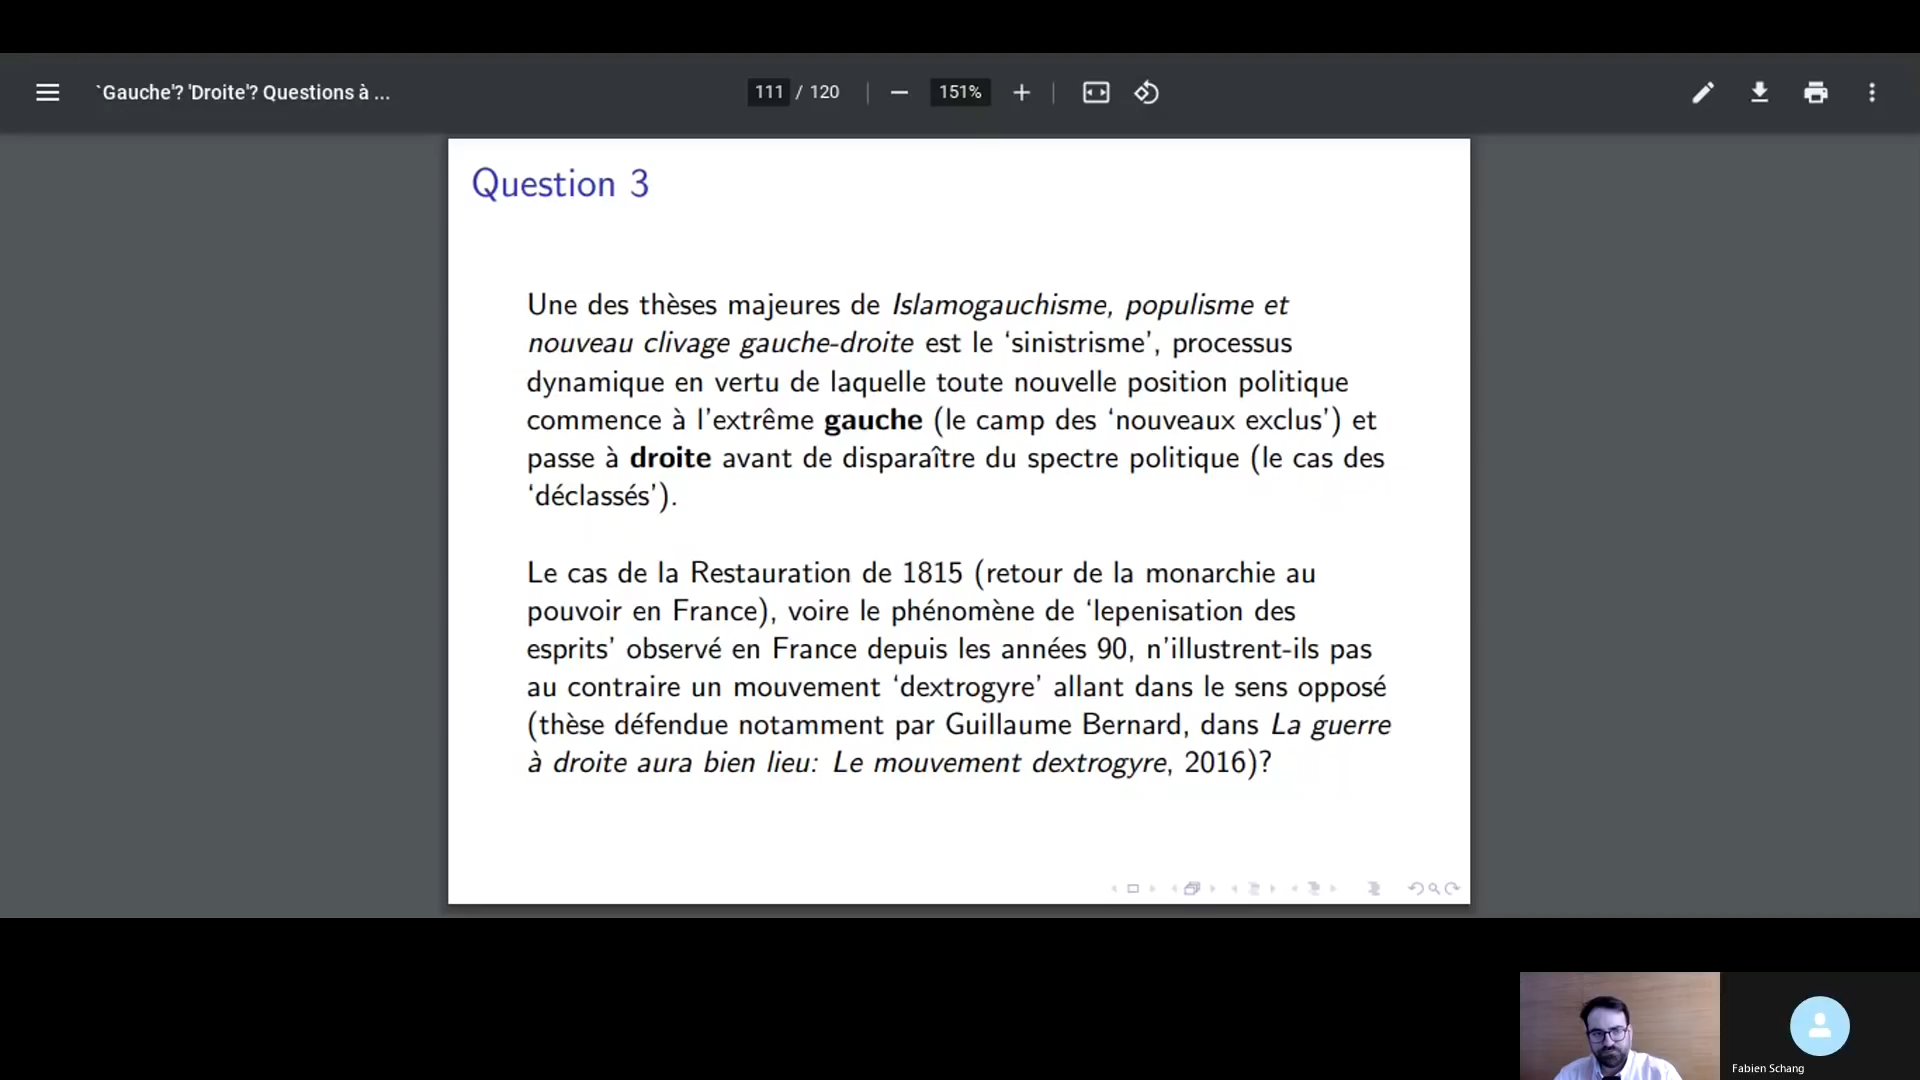 `Gauche'? 'Droite'? Questions à ...
111 / 120
151%
Question 3
Une des thèses majeures de Islamogauchisme, populisme et
nouveau clivage gauche-droite est le ‘sinistrisme’, processus
dynamique en vertu de laquelle toute nouvelle position politique
commence à l’extrême gauche (le camp des ‘nouveaux exclus’) et
passe à droite avant de disparaître du spectre politique (le cas des
‘déclassés’).
Le cas de la Restauration de 1815 (retour de la monarchie au
pouvoir en France), voire le phénomène de ‘lepenisation des
esprits’ observé en France depuis les années 90, n’illustrent-ils pas
au contraire un mouvement ‘dextrogyre’ allant dans le sens opposé
(thèse défendue notamment par Guillaume Bernard, dans La guerre
à droite aura bien lieu: Le mouvement dextrogyre, 2016)?
Fabien Schang